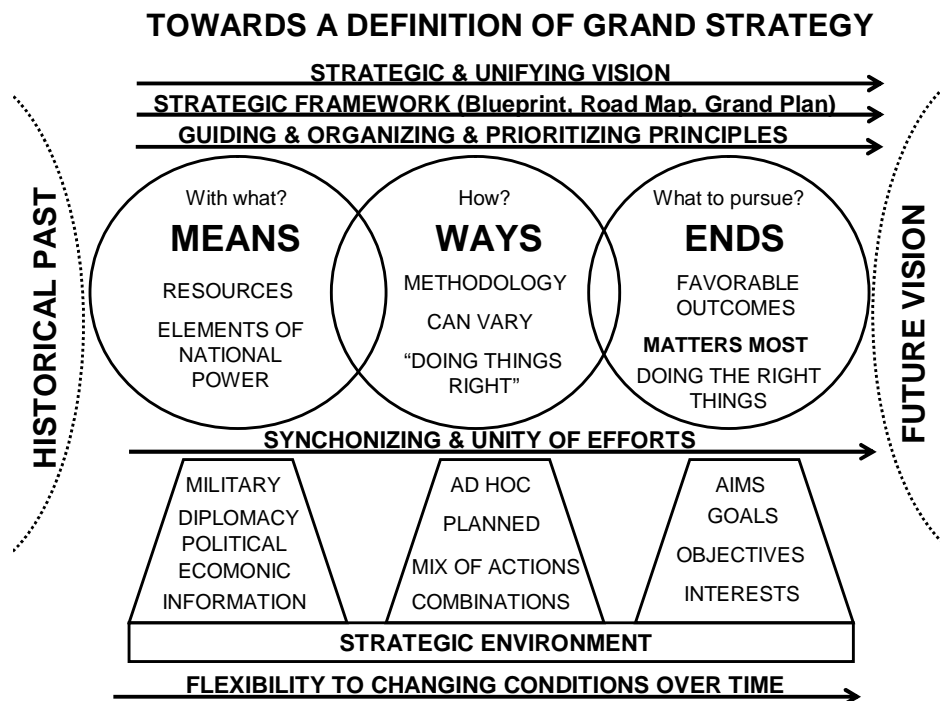 TOWARDS A DEFINITION OF GRAND STRATEGY
STRATEGIC & UNIFYING VISION
STRATEGIC FRAMEWORK (Blueprint, Road Map, Grand Plan)
GUIDING & ORGANIZING & PRIORITIZING PRINCIPLES
HISTORICAL PAST
With what?
MEANS
RESOURCES
ELEMENTS OF
NATIONAL
POWER
How?
WAYS
METHODOLOGY
CAN VARY
“DOING THINGS
RIGHT”
What to pursue?
ENDS
FAVORABLE
OUTCOMES
MATTERS MOST
DOING THE RIGHT
THINGS
FUTURE VISION
SYNCHONIZING & UNITY OF EFFORTS
MILITARY
DIPLOMACY
POLITICAL
ECOMONIC
INFORMATION
AD HOC
PLANNED
MIX OF ACTIONS
COMBINATIONS
AIMS
GOALS
OBJECTIVES
INTERESTS
STRATEGIC ENVIRONMENT
FLEXIBILITY TO CHANGING CONDITIONS OVER TIME